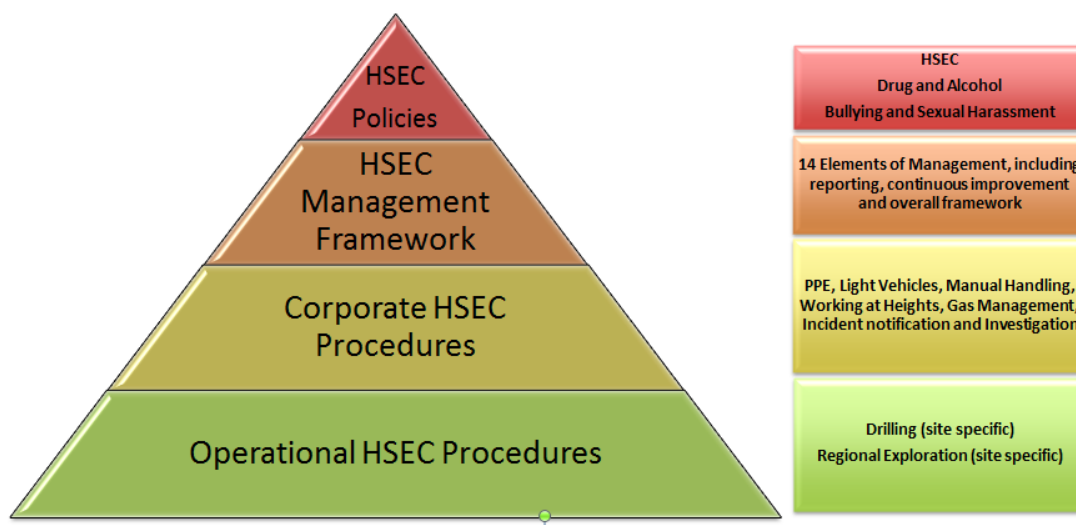 HSEC
Policies
HSEC
Management
Framework
Corporate HSEC
Procedures
Operational HSEC Procedures
HSEC
Drug and Alcohol
Bullying and Sexual Harassment
14 Elements of Management, including
reporting, continuous improvement
and overall framework
PPE, Light Vehicles, Manual Handling,
Working at Heights, Gas Management,
Incident notification and Investigation
Drilling (site specific)
Regional Exploration (site specific)